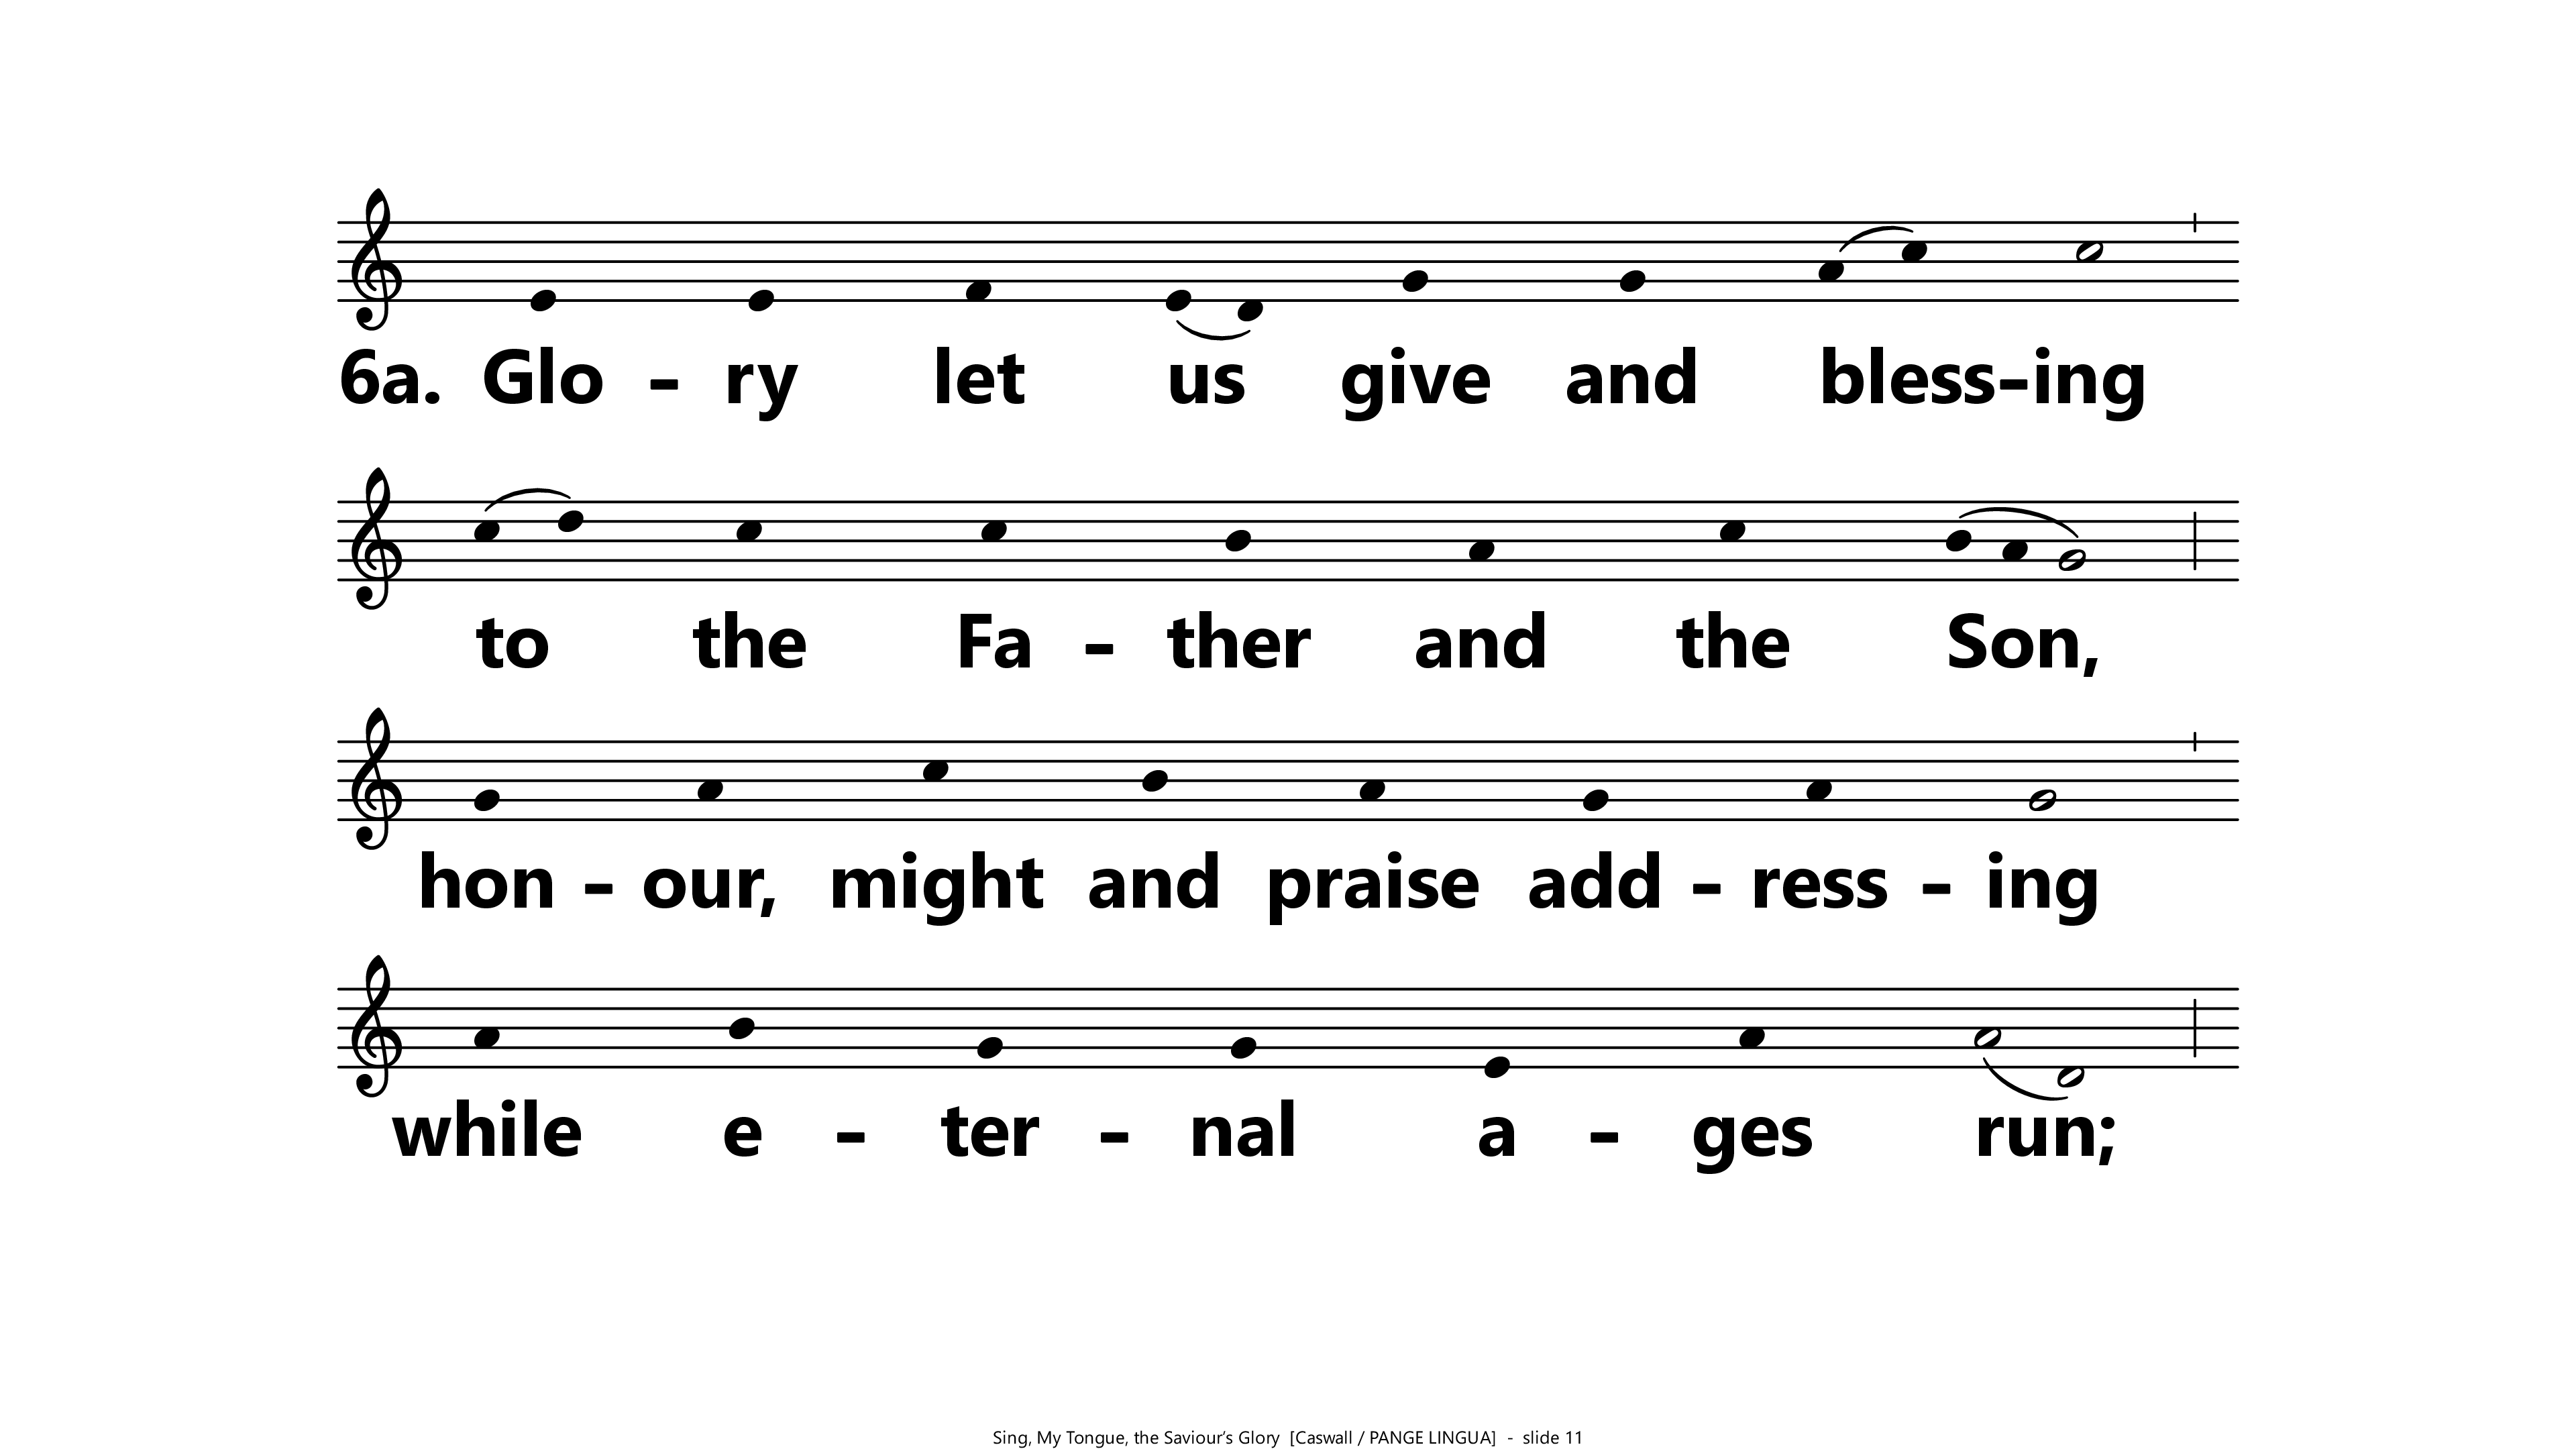 6a. Glo - ry let us give and bless-ing
to the Fa - ther and the Son,
hon - our, might and praise add - ress - ing
while e - ter - nal a - ges run;
Sing, My Tongue, the Saviour's Glory [Caswall / PANGE LINGUA] - slide 11